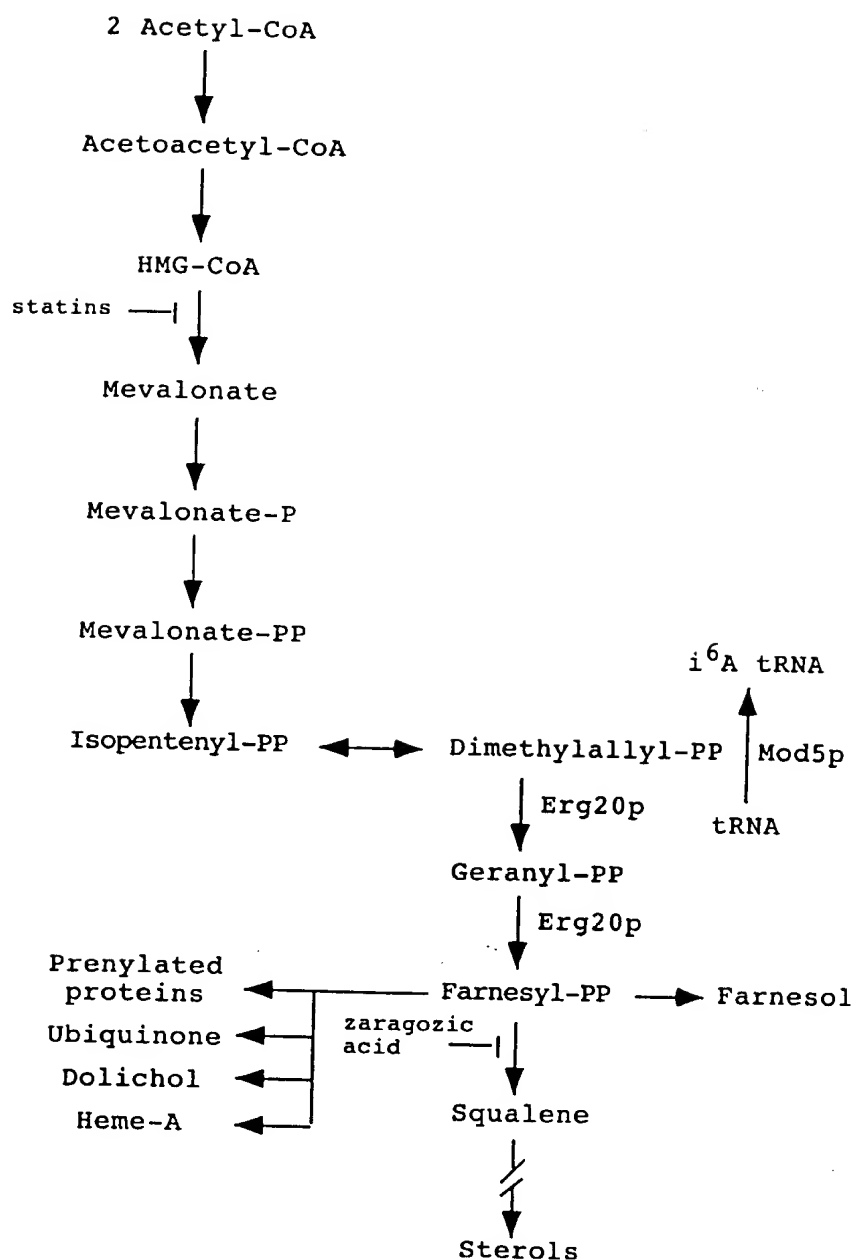 2 Acetyl-CoA
Acetoacetyl-CoA
HMG-CoA
statins
Mevalonate
Mevalonate-P
Mevalonate-PP
i⁶A tRNA
Isopentenyl-PP
Dimethylallyl-PP
Mod5p
Erg20p
tRNA
Geranyl-PP
Erg20p
Prenylated
proteins
Farnesyl-PP
Farnesol
zaragozic
acid
Ubiquinone
Dolichol
Heme-A
Squalene
Sterols